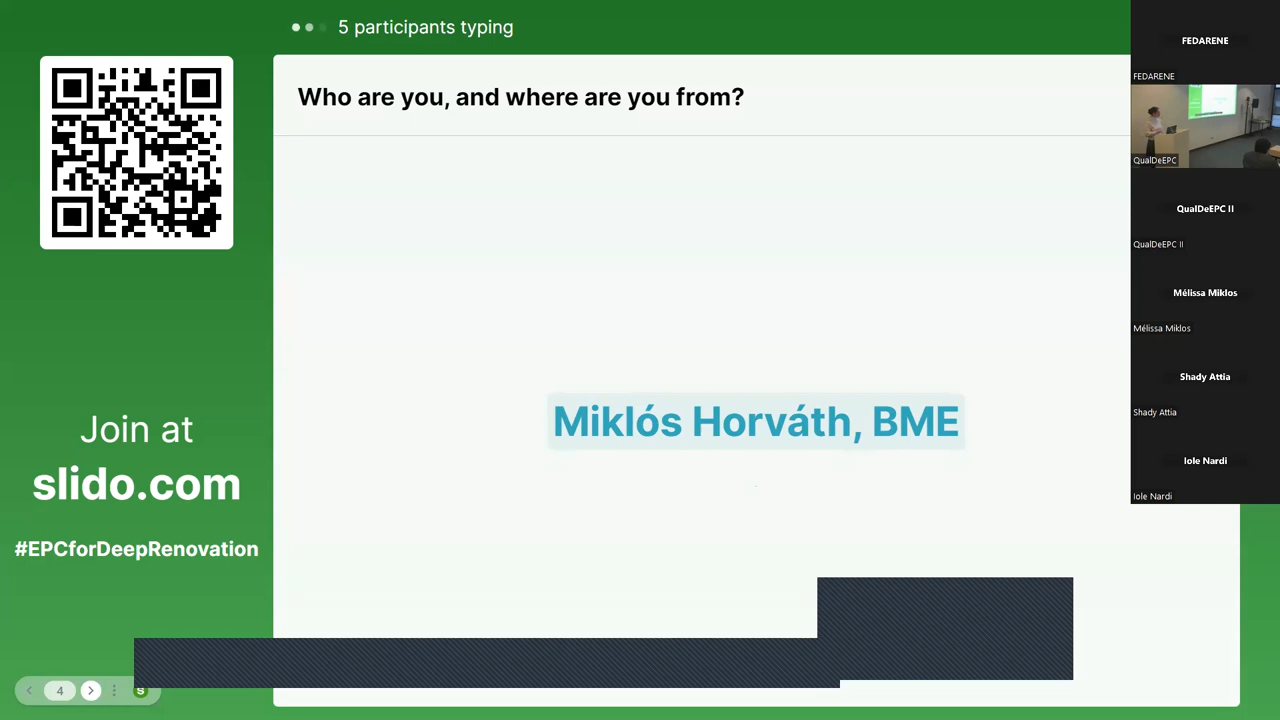 5 participants typing
Who are you, and where are you from?
Miklós Horváth, BME
Join at
slido.com
#EPCforDeepRenovation
4
S
FEDARENE
FEDARENE
QualDeEPC
QualDeEPC II
QualDeEPC II
Mélissa Miklos
Mélissa Miklos
Shady Attia
Shady Attia
Iole Nardi
Iole Nardi